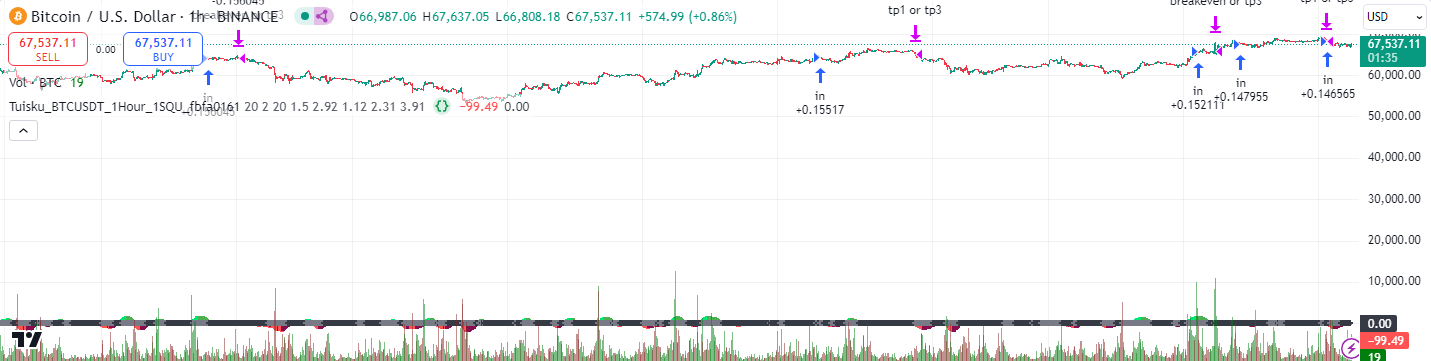 -0.156045
Bitcoin / U.S. Dollar · 1h · BINANCE
O66,987.06 H67,637.05 L66,808.18 C67,537.11 +574.99 (+0.86%)
tp1 or tp3
breakeven or tp3
USD
67,537.11
SELL
0.00
67,537.11
BUY
67,537.11
01:35
Vol · BTC 19
60,000.00
in
-0.156045
in
+0.15517
in
+0.152111
in
+0.147955
in
+0.146565
Tuisku_BTCUSDT_1Hour_1SQU_fbfa0161 20 2 20 1.5 2.92 1.12 2.31 3.91 {} −99.49 0.00
50,000.00
40,000.00
30,000.00
20,000.00
10,000.00
0.00
−99.49
19